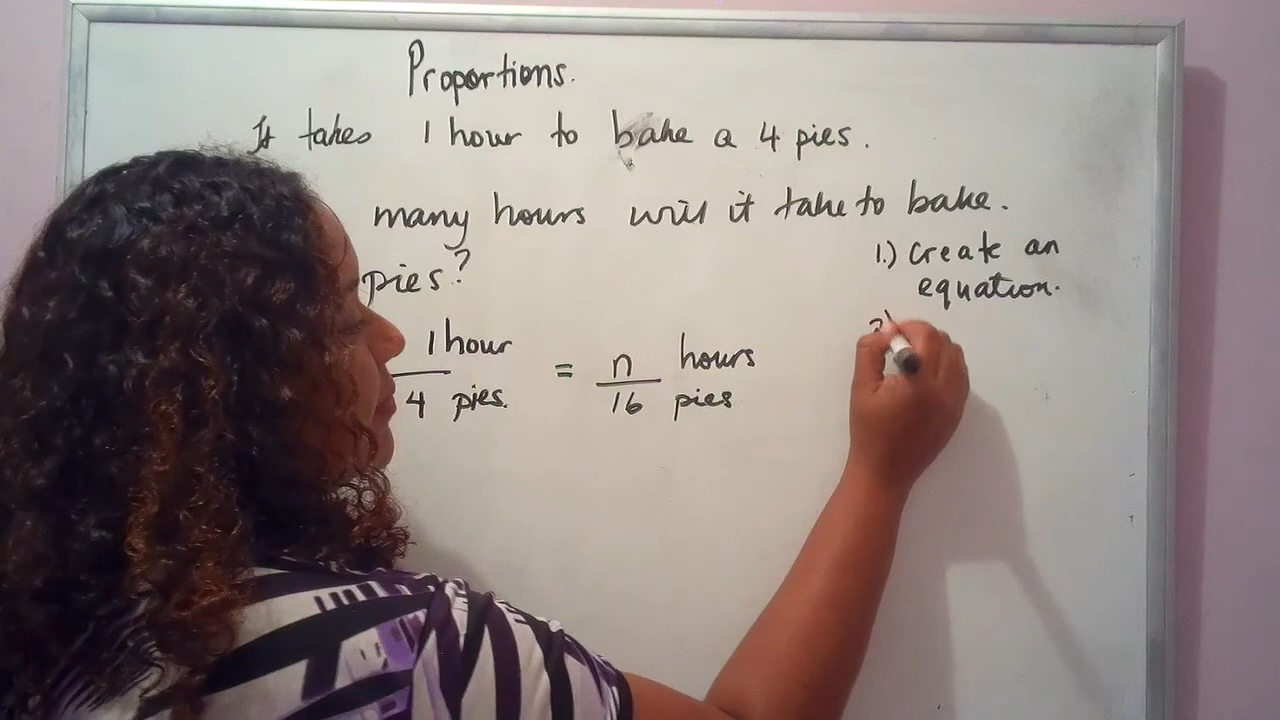 Proportions.
It takes 1 hour to bake a 4 pies.
many hours will it take to bake.
pies?
1.) Create an
equation.
2
1 hour
4 pies.
=
n hours
16 pies